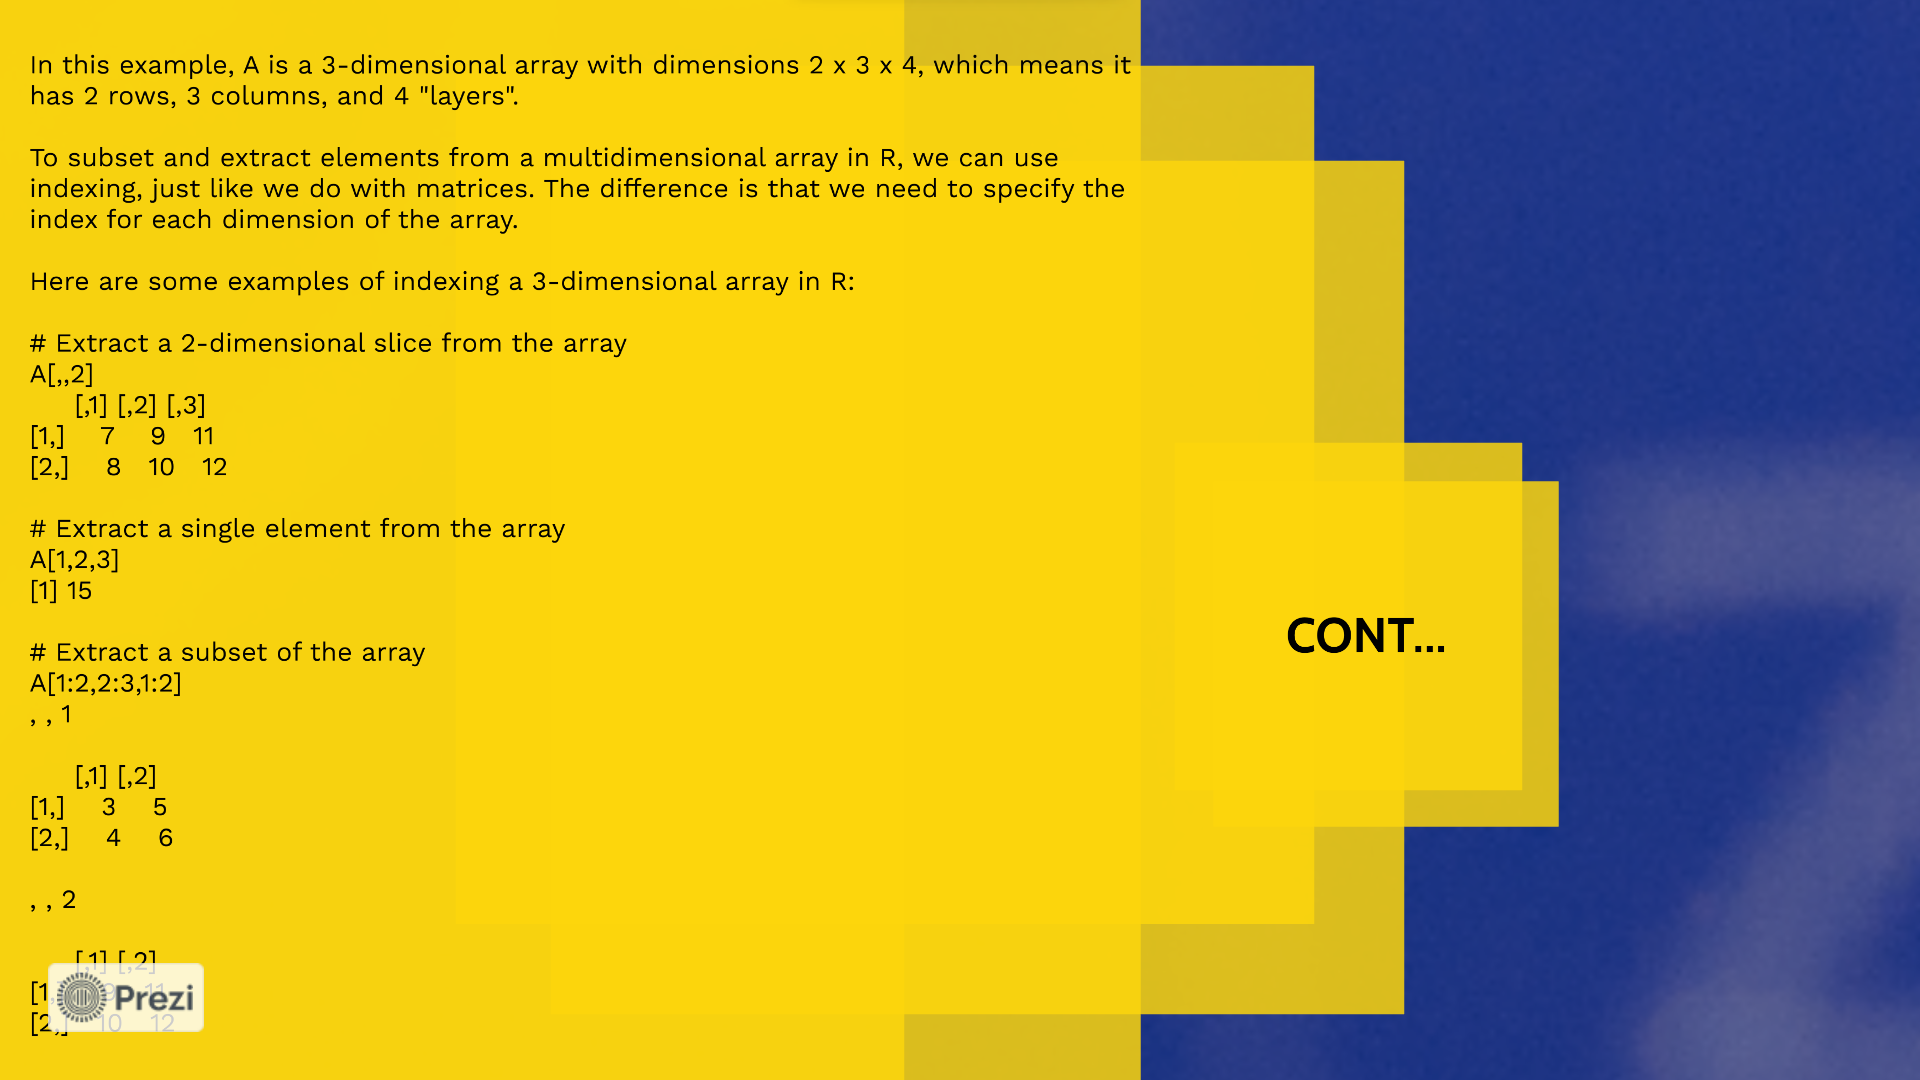 In this example, A is a 3-dimensional array with dimensions 2 x 3 x 4, which means it
has 2 rows, 3 columns, and 4 "layers".
To subset and extract elements from a multidimensional array in R, we can use
indexing, just like we do with matrices. The difference is that we need to specify the
index for each dimension of the array.
Here are some examples of indexing a 3-dimensional array in R:
# Extract a 2-dimensional slice from the array
A[,,2]
[,1] [,2] [,3]
[1,] 7 9 11
[2,] 8 10 12
# Extract a single element from the array
A[1,2,3]
[1] 15
# Extract a subset of the array
A[1:2,2:3,1:2]
, , 1
[,1] [,2]
[1,] 3 5
[2,] 4 6
, , 2
[,1] [,2]
[1,] 9 11
[2,] 10 12
Prezi
CONT...